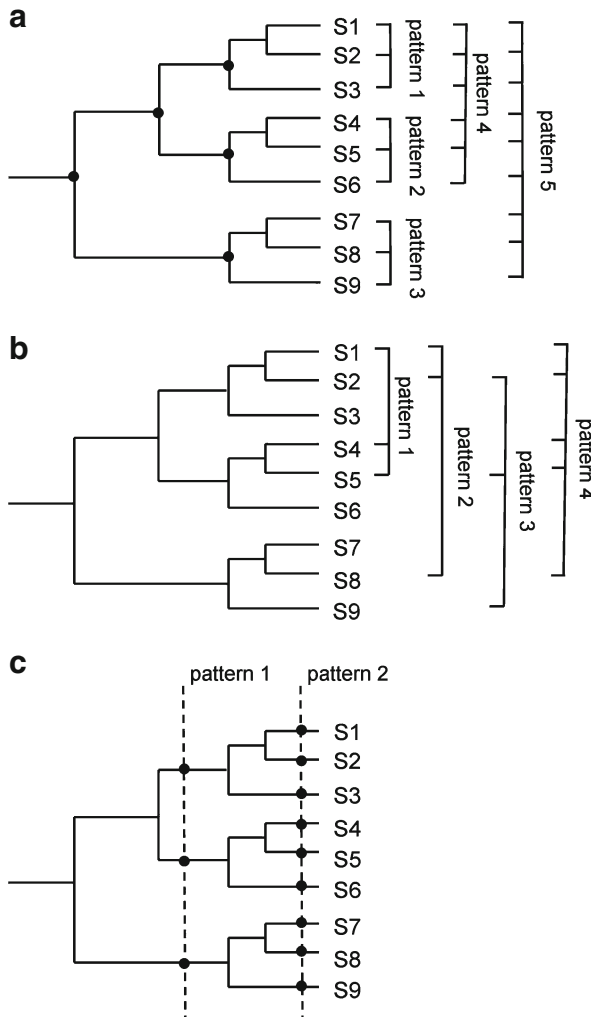 a
S1
S2
S3
S4
S5
S6
S7
S8
S9
pattern 1
pattern 2
pattern 3
pattern 4
pattern 5
b
S1
S2
S3
S4
S5
S6
S7
S8
S9
pattern 1
pattern 2
pattern 3
pattern 4
c
pattern 1
pattern 2
S1
S2
S3
S4
S5
S6
S7
S8
S9